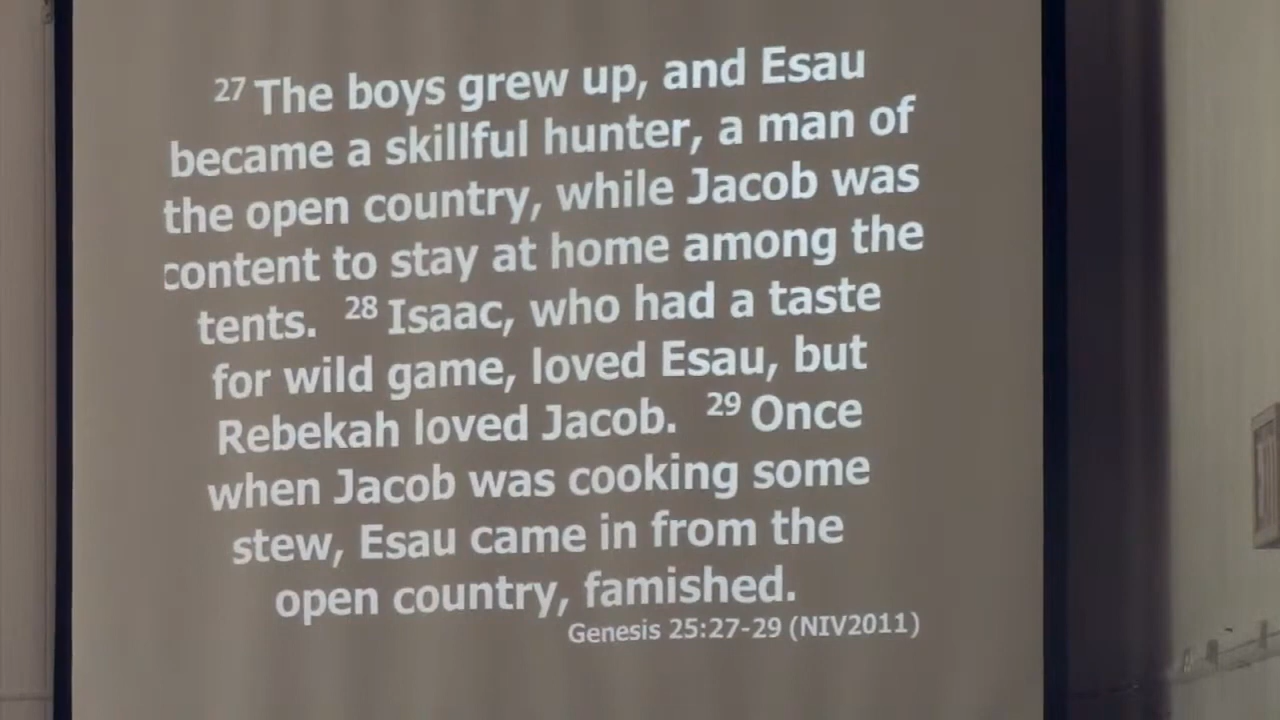 27 The boys grew up, and Esau
became a skillful hunter, a man of
the open country, while Jacob was
content to stay at home among the
tents. 28 Isaac, who had a taste
for wild game, loved Esau, but
Rebekah loved Jacob. 29 Once
when Jacob was cooking some
stew, Esau came in from the
open country, famished.
Genesis 25:27-29 (NIV2011)